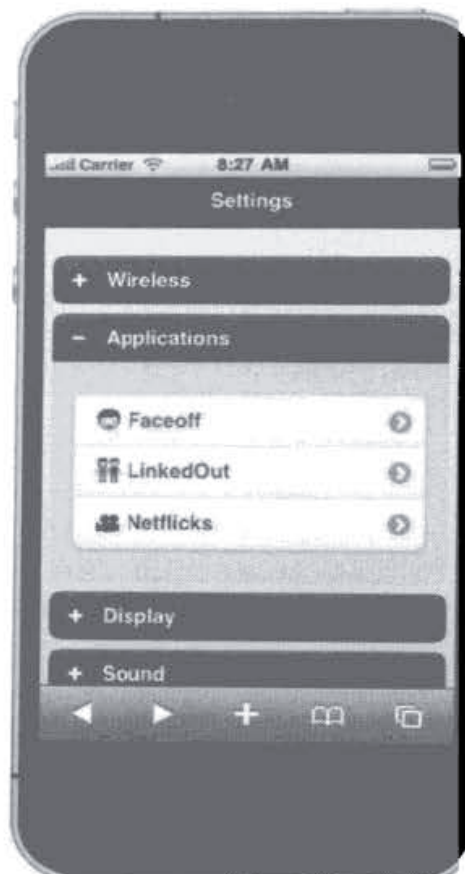 Carrier 8:27 AM
Settings
+ Wireless
- Applications
Faceoff
LinkedOut
Netflicks
+ Display
+ Sound